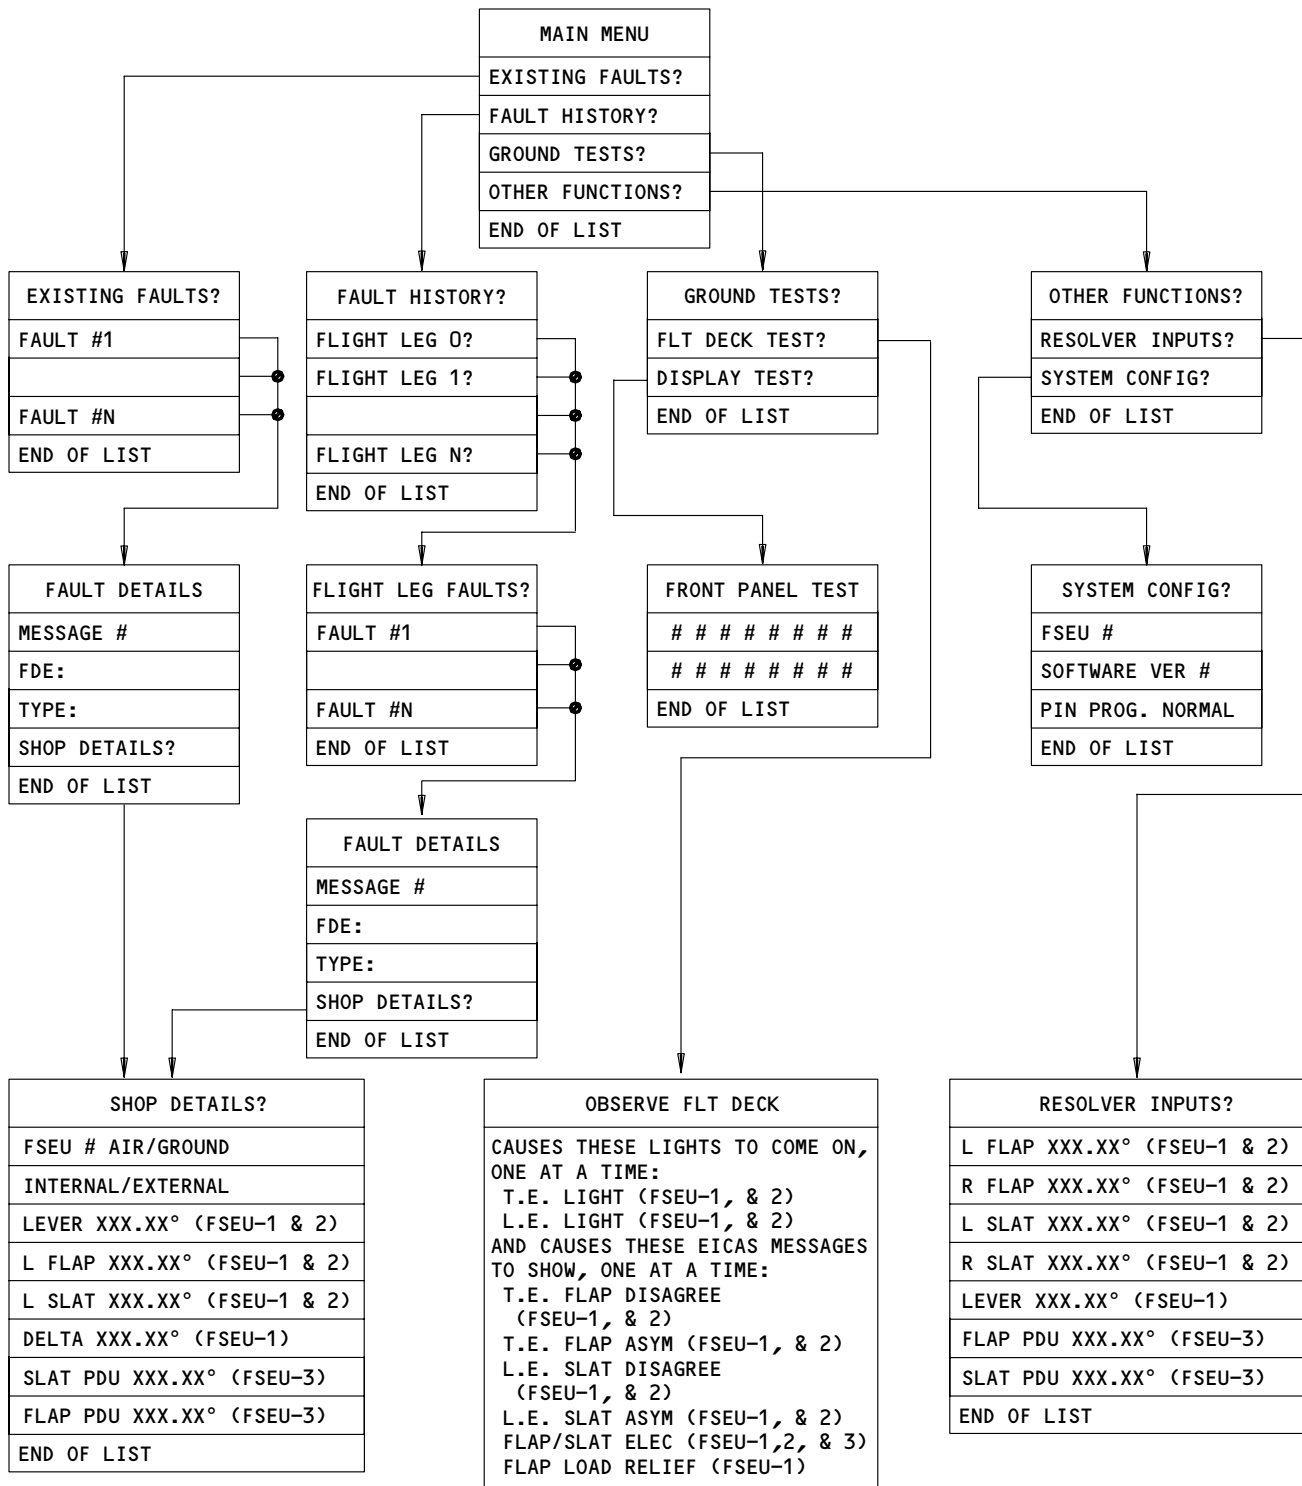 MAIN MENU
EXISTING FAULTS?
FAULT HISTORY?
GROUND TESTS?
OTHER FUNCTIONS?
END OF LIST
EXISTING FAULTS?
FAULT #1
FAULT #N
END OF LIST
FAULT HISTORY?
FLIGHT LEG 0?
FLIGHT LEG 1?
FLIGHT LEG N?
END OF LIST
GROUND TESTS?
FLT DECK TEST?
DISPLAY TEST?
END OF LIST
OTHER FUNCTIONS?
RESOLVER INPUTS?
SYSTEM CONFIG?
END OF LIST
FAULT DETAILS
MESSAGE #
FDE:
TYPE:
SHOP DETAILS?
END OF LIST
FLIGHT LEG FAULTS?
FAULT #1
FAULT #N
END OF LIST
FRONT PANEL TEST
# # # # # # # #
# # # # # # # #
END OF LIST
SYSTEM CONFIG?
FSEU #
SOFTWARE VER #
PIN PROG. NORMAL
END OF LIST
FAULT DETAILS
MESSAGE #
FDE:
TYPE:
SHOP DETAILS?
END OF LIST
SHOP DETAILS?
FSEU # AIR/GROUND
INTERNAL/EXTERNAL
LEVER XXX.XX° (FSEU-1 & 2)
L FLAP XXX.XX° (FSEU-1 & 2)
L SLAT XXX.XX° (FSEU-1 & 2)
DELTA XXX.XX° (FSEU-1)
SLAT PDU XXX.XX° (FSEU-3)
FLAP PDU XXX.XX° (FSEU-3)
END OF LIST
OBSERVE FLT DECK
CAUSES THESE LIGHTS TO COME ON,
ONE AT A TIME:
T.E. LIGHT (FSEU-1, & 2)
L.E. LIGHT (FSEU-1, & 2)
AND CAUSES THESE EICAS MESSAGES
TO SHOW, ONE AT A TIME:
T.E. FLAP DISAGREE
(FSEU-1, & 2)
T.E. FLAP ASYM (FSEU-1, & 2)
L.E. SLAT DISAGREE
(FSEU-1, & 2)
L.E. SLAT ASYM (FSEU-1, & 2)
FLAP/SLAT ELEC (FSEU-1,2, & 3)
FLAP LOAD RELIEF (FSEU-1)
RESOLVER INPUTS?
L FLAP XXX.XX° (FSEU-1 & 2)
R FLAP XXX.XX° (FSEU-1 & 2)
L SLAT XXX.XX° (FSEU-1 & 2)
R SLAT XXX.XX° (FSEU-1 & 2)
LEVER XXX.XX° (FSEU-1)
FLAP PDU XXX.XX° (FSEU-3)
SLAT PDU XXX.XX° (FSEU-3)
END OF LIST